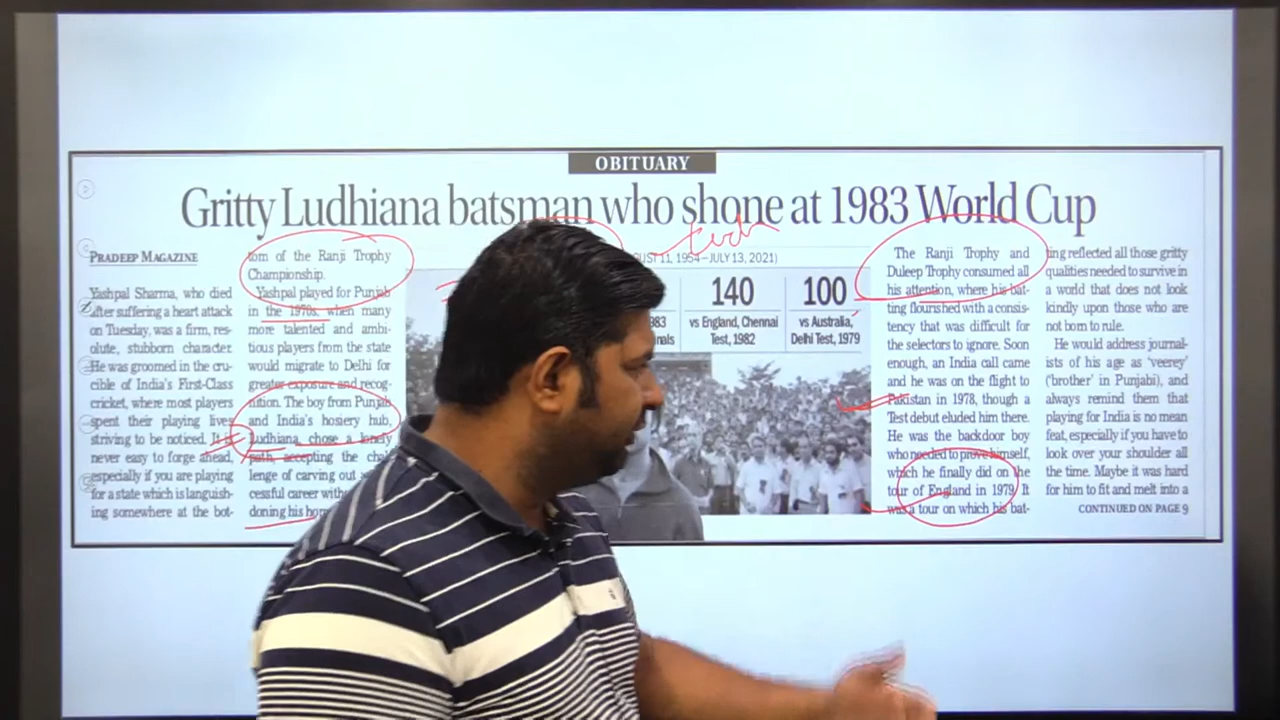 OBITUARY
Gritty Ludhiana batsman who shone at 1983 World Cup
PRADEEP MAGAZINE
Yashpal Sharma, who died
after suffering a heart attack
on Tuesday, was a firm, res-
olute, stubborn character.
He was groomed in the cru-
cible of India's First-Class
cricket, where most players
spent their playing lives
striving to be noticed. It is
never easy to forge ahead,
especially if you are playing
for a state which is languish-
ing somewhere at the bot-
tom of the Ranji Trophy
Championship.
Yashpal played for Punjab
in the 1970s, when many
more talented and ambi-
tious players from the state
would migrate to Delhi for
greater exposure and recog-
nition. The boy from Punjab
and India's hosiery hub,
Ludhiana, chose a lonely
path, accepting the chal-
lenge of carving out
cessful career
doning his
11, 1954–JULY 13, 2021)
140
vs England, Chennai
Test, 1982
100
vs Australia,
Delhi Test, 1979
The Ranji Trophy and
Duleep Trophy consumed all
his attention, where his bat-
ting flourished with a consis-
tency that was difficult for
the selectors to ignore. Soon
enough, an India call came
and he was on the flight to
Pakistan in 1978, though a
Test debut eluded him there.
He was the backdoor boy
who needed to prove himself,
which he finally did on the
tour of England in 1979. It
was a tour on which his bat-
ting reflected all those gritty
qualities needed to survive in
a world that does not look
kindly upon those who are
not born to rule.
He would address journal-
ists of his age as 'veerey'
('brother' in Punjabi), and
always remind them that
playing for India is no mean
feat, especially if you have to
look over your shoulder all
the time. Maybe it was hard
for him to fit and melt into a
CONTINUED ON PAGE 9